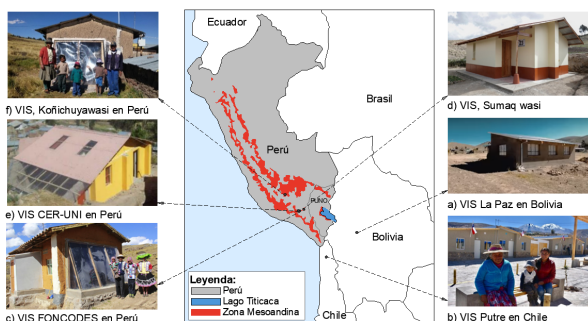 f) VIS, Koñichuyawasi en Perú
e) VIS CER-UNI en Perú
c) VIS FONCODES en Perú
Ecuador
Brasil
Perú
PUNO
Bolivia
Chile
Leyenda:
Perú
Lago Titicaca
Zona Mesoandina
d) VIS, Sumaq wasi
a) VIS La Paz en Bolivia
b) VIS Putre en Chile